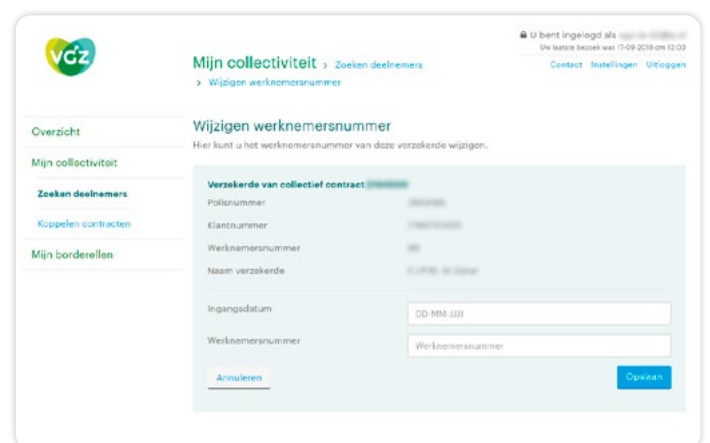 vgz
U bent ingelogd als
Uw laatste bezoek was 17-09-2018 om 12:03
Contact Instellingen Uitloggen
Mijn collectiviteit > Zoeken deelnemers
> Wijzigen werknemersnummer
Overzicht
Mijn collectiviteit
Zoeken deelnemers
Koppelen contracten
Mijn borderellen
Wijzigen werknemersnummer
Hier kunt u het werknemersnummer van deze verzekerde wijzigen.
Verzekerde van collectief contract
Polisnummer
Klantnummer
Werknemersnummer
Naam verzekerde
Ingangsdatum
DD-MM-JJJJ
Werknemersnummer
Werknemersnummer
Annuleren
Opslaan